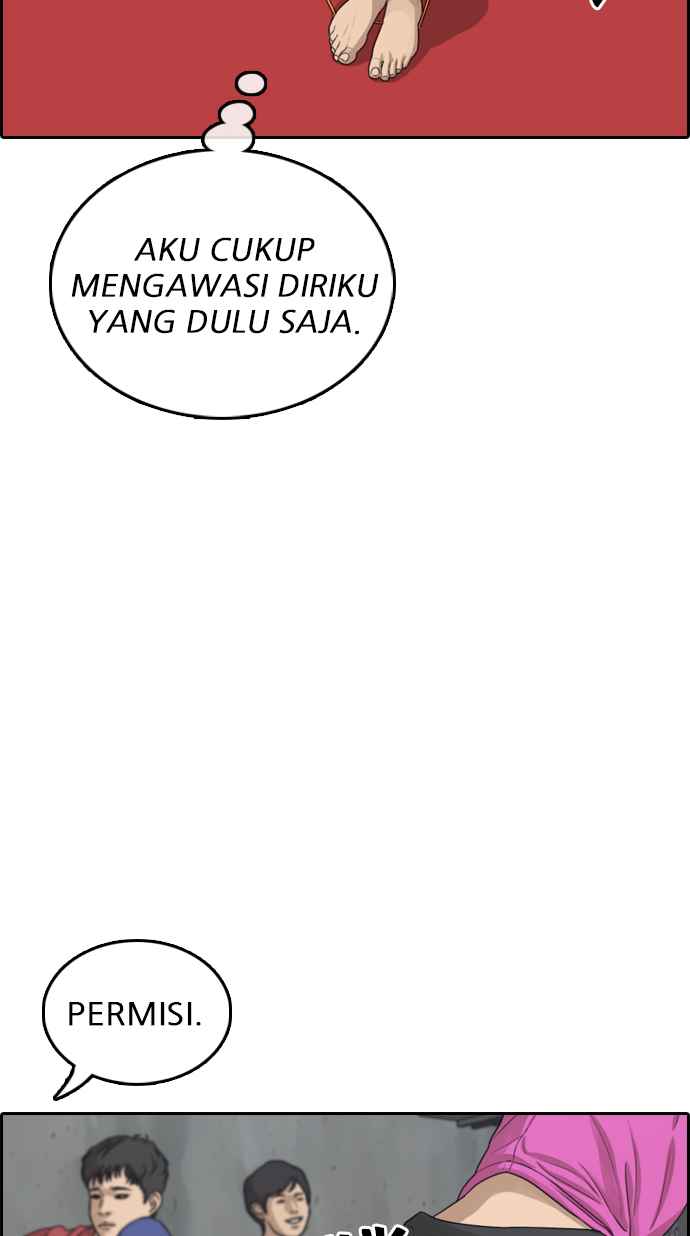 AKU CUKUP
MENGAWASI DIRIKU
YANG DULU SAJA.
PERMISI.